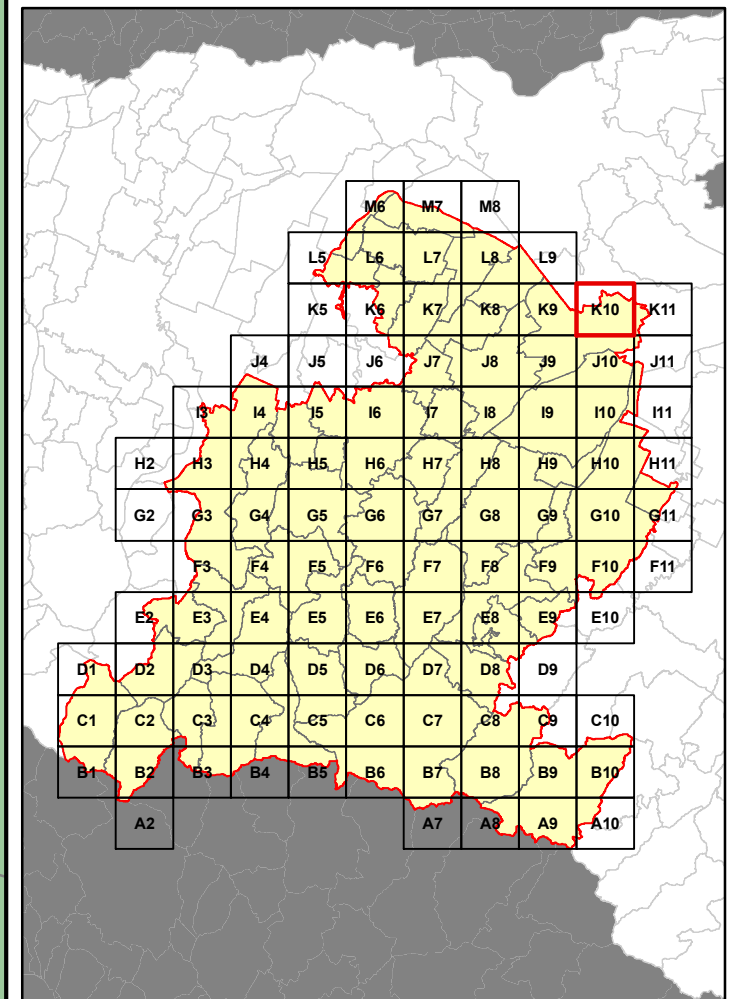 M6 M7 M8
L5 L6 L7 L8 L9
K5 K6 K7 K8 K9 K10 K11
J4 J5 J6 J7 J8 J9 J10 J11
I3 I4 I5 I6 I7 I8 I9 I10 I11
H2 H3 H4 H5 H6 H7 H8 H9 H10 H11
G2 G3 G4 G5 G6 G7 G8 G9 G10 G11
F3 F4 F5 F6 F7 F8 F9 F10 F11
E2 E3 E4 E5 E6 E7 E8 E9 E10
D1 D2 D3 D4 D5 D6 D7 D8 D9
C1 C2 C3 C4 C5 C6 C7 C8 C9 C10
B1 B2 B3 B4 B5 B6 B7 B8 B9 B10
A2 A7 A8 A9 A10